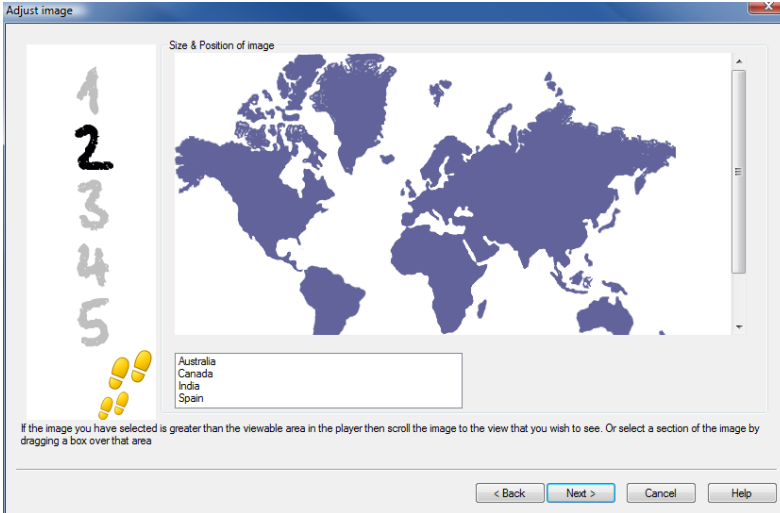 Adjust image
Size & Position of image
1
2
3
4
5
Australia
Canada
India
Spain
If the image you have selected is greater than the viewable area in the player then scroll the image to the view that you wish to see. Or select a section of the image by
dragging a box over that area
< Back
Next >
Cancel
Help